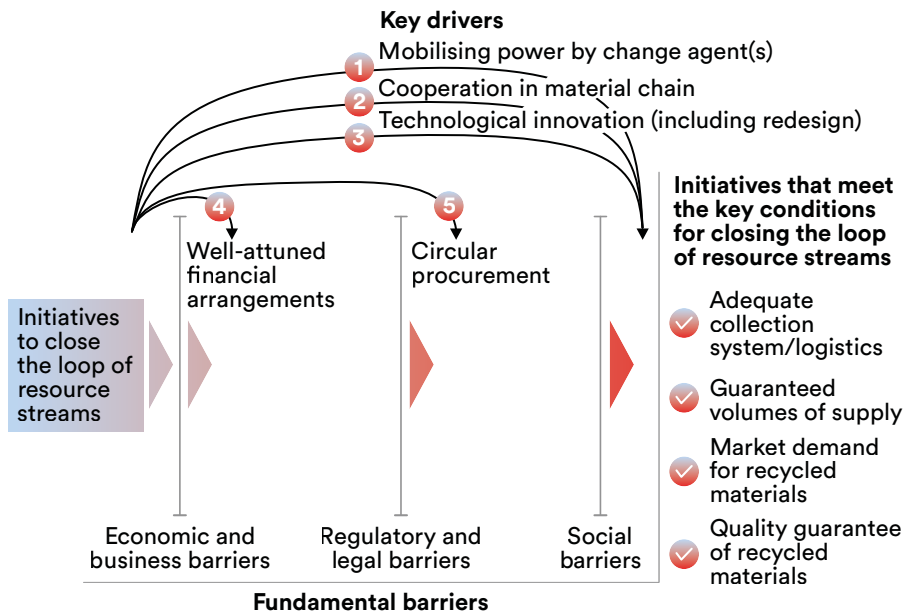 Key drivers
1 Mobilising power by change agent(s)
2 Cooperation in material chain
3 Technological innovation (including redesign)
4
5
Well-attuned
financial
arrangements
Circular
procurement
Initiatives
to close
the loop of
resource
streams
Economic and
business barriers
Regulatory and
legal barriers
Social
barriers
Fundamental barriers
Initiatives that meet
the key conditions
for closing the loop
of resource streams
Adequate
collection
system/logistics
Guaranteed
volumes of supply
Market demand
for recycled
materials
Quality guarantee
of recycled
materials